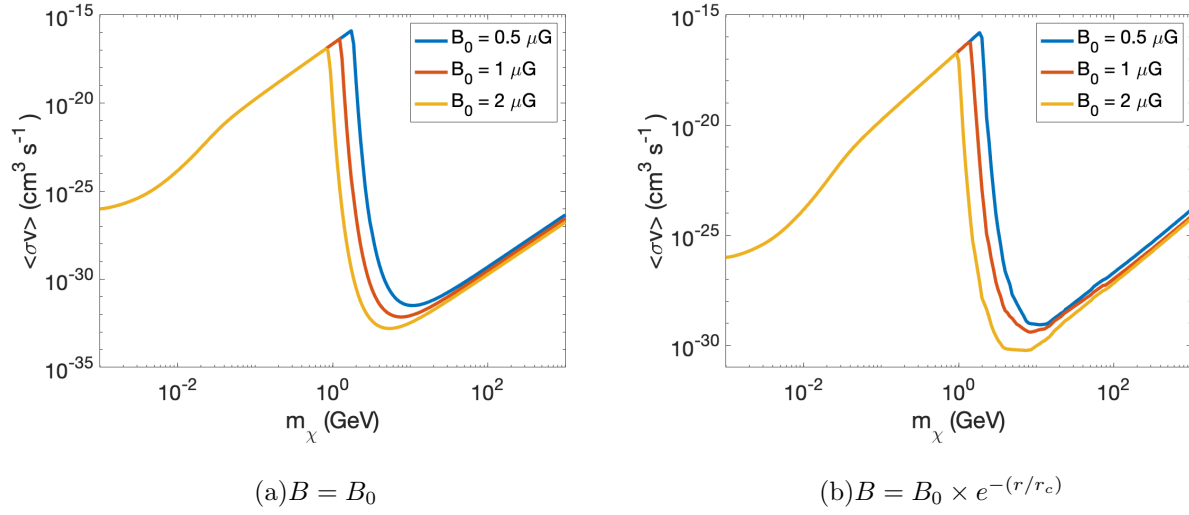 10^-15
10^-20
10^-25
10^-30
10^-35
<σv> (cm^3 s^-1)
10^-2
10^0
10^2
m_χ (GeV)
B_0 = 0.5 μG
B_0 = 1 μG
B_0 = 2 μG
(a)B = B_0
10^-15
10^-20
10^-25
10^-30
<σv> (cm^3 s^-1)
10^-2
10^0
10^2
m_χ (GeV)
B_0 = 0.5 μG
B_0 = 1 μG
B_0 = 2 μG
(b)B = B_0 × e^-(r/r_c)